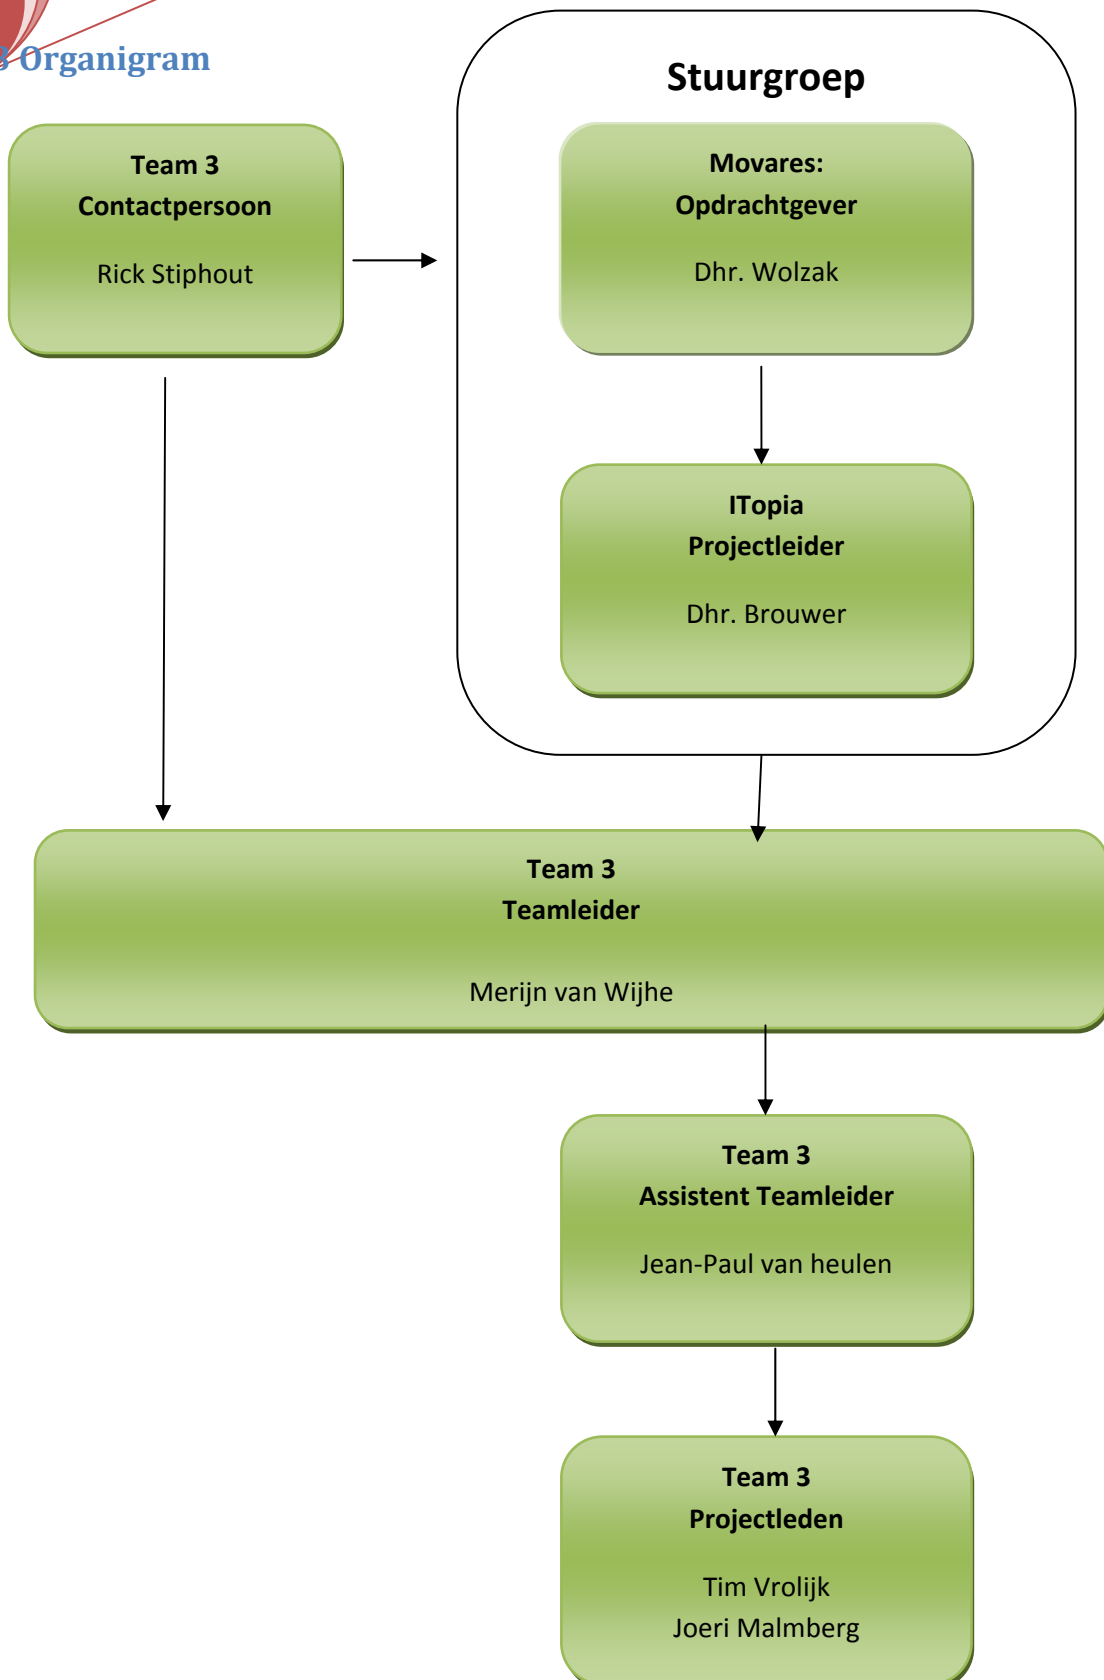 3 Organigram
Stuurgroep
Team 3
Contactpersoon
Rick Stiphout
Movares:
Opdrachtgever
Dhr. Wolzak
ITopia
Projectleider
Dhr. Brouwer
Team 3
Teamleider
Merijn van Wijhe
Team 3
Assistent Teamleider
Jean-Paul van heulen
Team 3
Projectleden
Tim Vrolijk
Joeri Malmberg